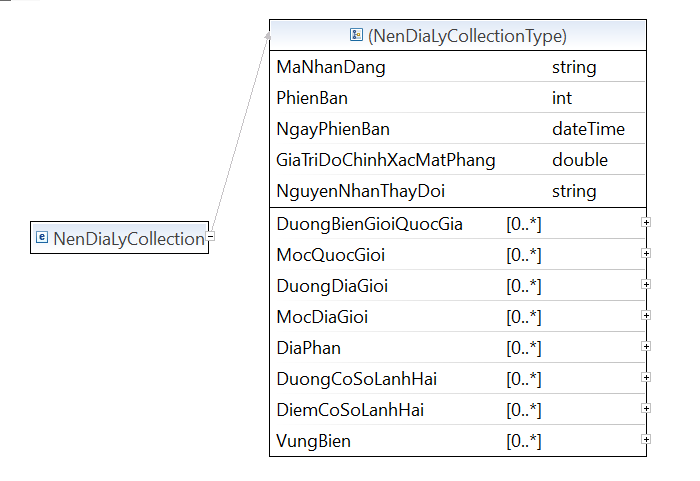 (NenDiaLyCollectionType)
MaNhanDang string
PhienBan int
NgayPhienBan dateTime
GiaTriDoChinhXacMatPhang double
NguyenNhanThayDoi string
NenDiaLyCollection
DuongBienGioiQuocGia [0..*]
MocQuocGioi [0..*]
DuongDiaGioi [0..*]
MocDiaGioi [0..*]
DiaPhan [0..*]
DuongCoSoLanhHai [0..*]
DiemCoSoLanhHai [0..*]
VungBien [0..*]